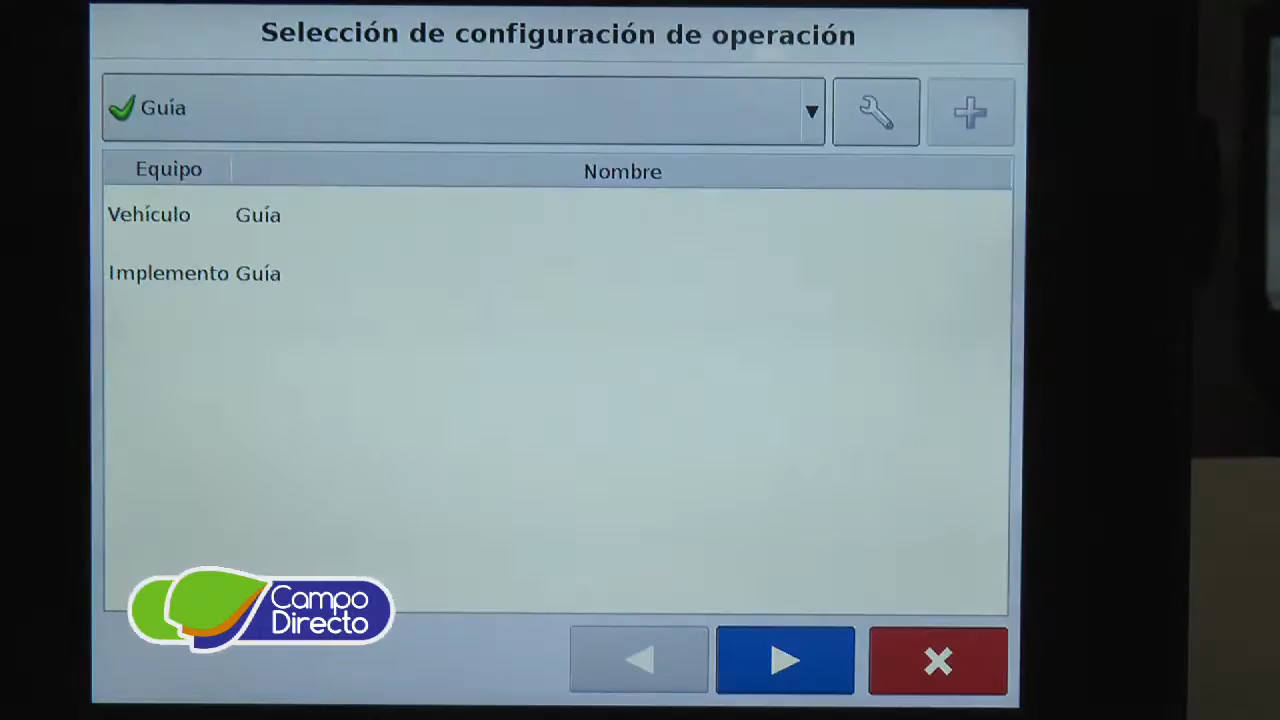 Selección de configuración de operación
Guía
Equipo Nombre
Vehículo Guía
Implemento Guía
Campo
Directo